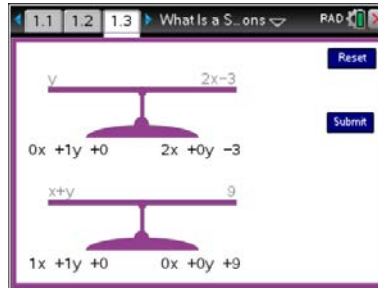 1.1 1.2 1.3 What Is a S...ons RAD
Reset
y 2x-3
Submit
0x +1y +0 2x +0y -3
x+y 9
1x +1y +0 0x +0y +9